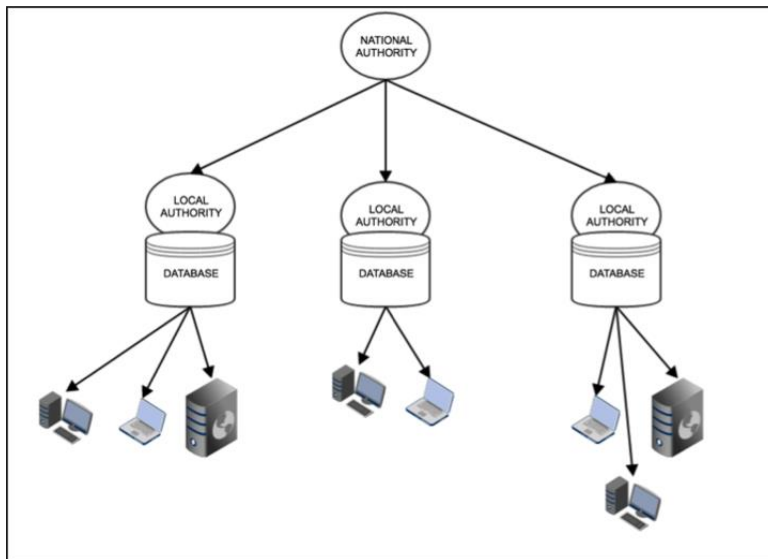 NATIONAL
AUTHORITY
LOCAL
AUTHORITY
DATABASE
LOCAL
AUTHORITY
DATABASE
LOCAL
AUTHORITY
DATABASE